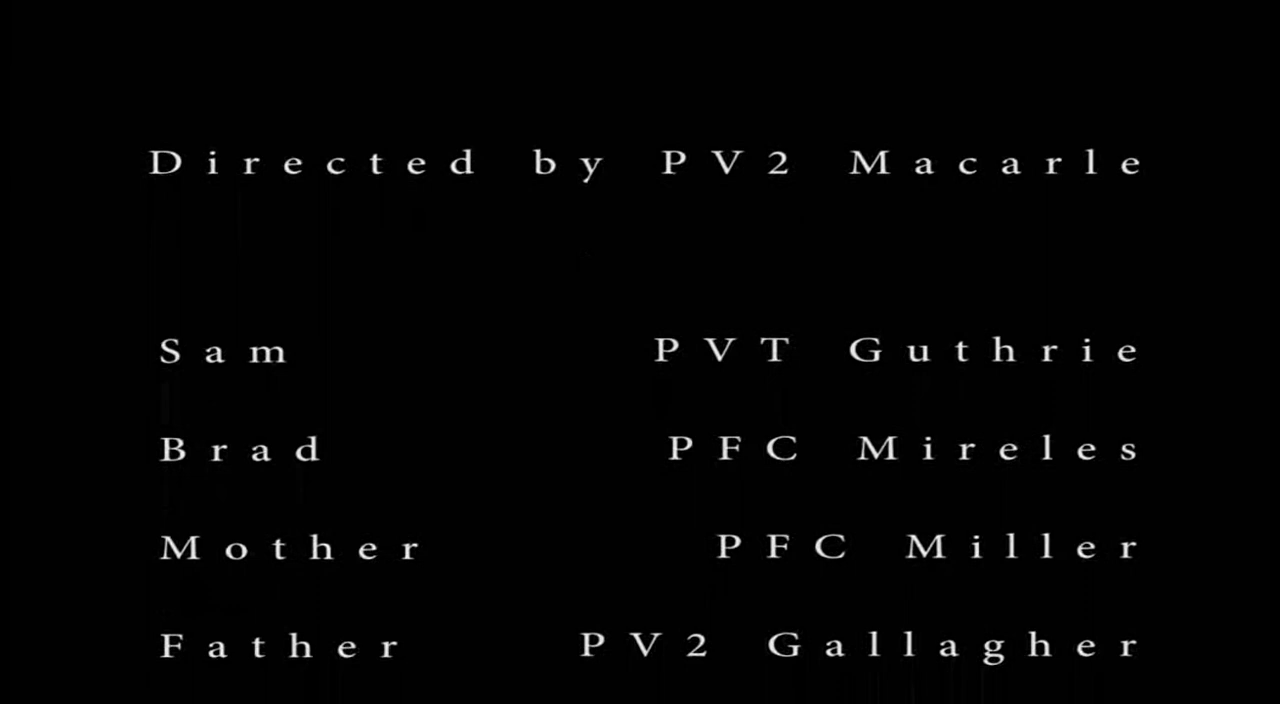 Directed by PV2 Macarle
Sam PVT Guthrie
Brad PFC Mireles
Mother PFC Miller
Father PV2 Gallagher